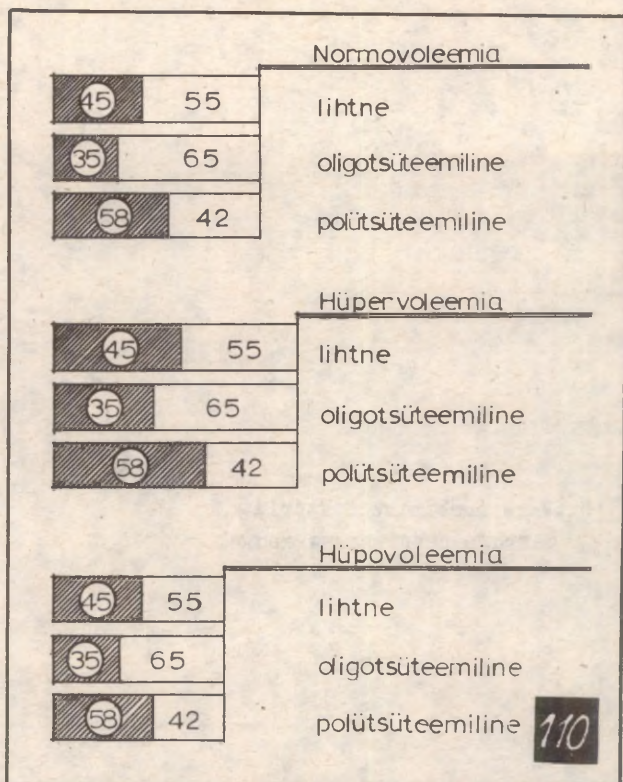 Normovoleemia
45 55 lihtne
35 65 oligotsüteemiline
58 42 polütsüteemiline
Hüpervoleemia
45 55 lihtne
35 65 oligotsüteemiline
58 42 polütsüteemiline
Hüpovoleemia
45 55 lihtne
35 65 oligotsüteemiline
58 42 polütsüteemiline
110